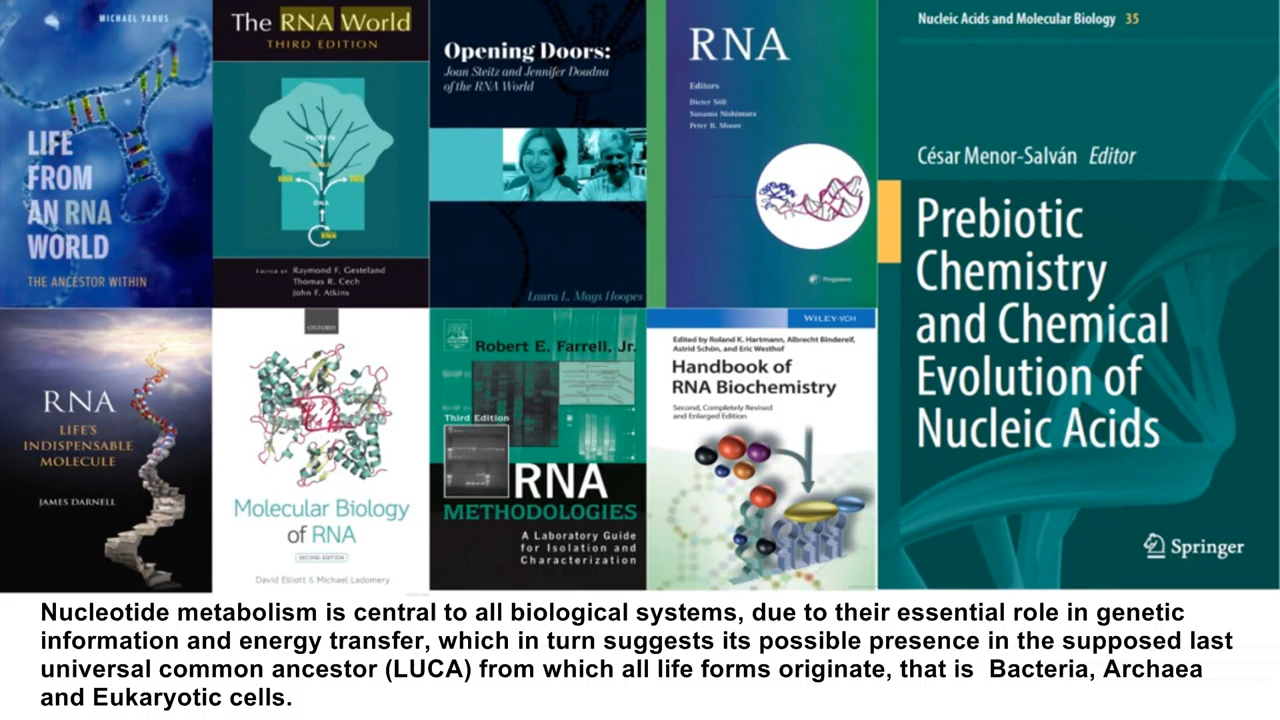 MICHAEL YARUS
LIFE
FROM
AN RNA
WORLD
THE ANCESTOR WITHIN
The RNA World
THIRD EDITION
PROTEIN
RNA
RNA
DNA
RNA
EDITED BY Raymond F. Gesteland
Thomas R. Cech
John F. Atkins
Opening Doors:
Joan Steitz and Jennifer Doudna
of the RNA World
Laura L. Mays Hoopes
RNA
Editors
Dieter Söll
Susumu Nishimura
Peter B. Moore
Pergamon
Nucleic Acids and Molecular Biology 35
César Menor-Salván Editor
Prebiotic
Chemistry
and Chemical
Evolution of
Nucleic Acids
Springer
RNA
LIFE'S
INDISPENSABLE
MOLECULE
JAMES DARNELL
OXFORD
Molecular Biology
of RNA
SECOND EDITION
David Elliott & Michael Ladomery
Robert E. Farrell, Jr.
Third Edition
RNA
METHODOLOGIES
A Laboratory Guide
for Isolation and
Characterization
WILEY-VCH
Edited by Roland K. Hartmann, Albrecht Bindereif,
Astrid Schön, and Eric Westhof
Handbook of
RNA Biochemistry
Second, Completely Revised
and Enlarged Edition
Nucleotide metabolism is central to all biological systems, due to their essential role in genetic
information and energy transfer, which in turn suggests its possible presence in the supposed last
universal common ancestor (LUCA) from which all life forms originate, that is  Bacteria, Archaea
and Eukaryotic cells.